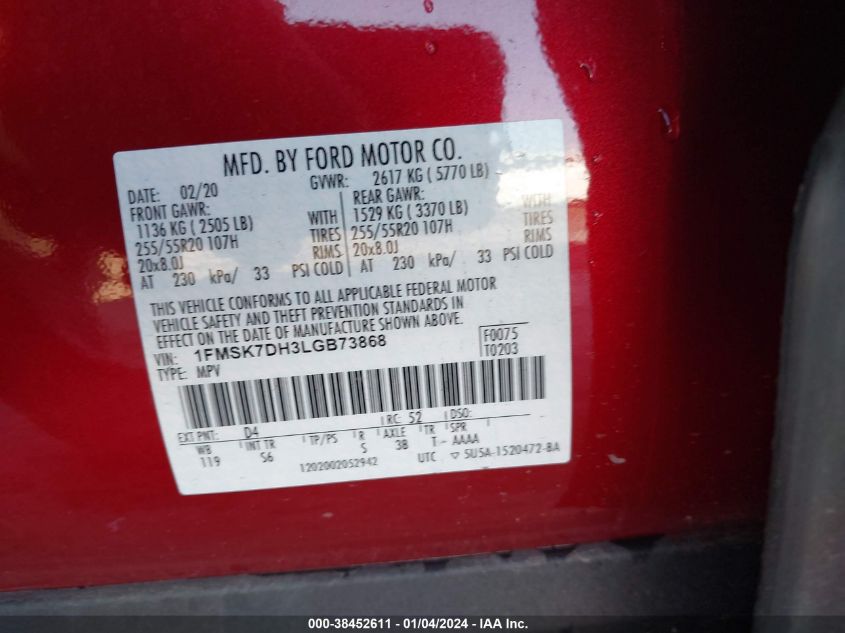 MFD. BY FORD MOTOR CO.
DATE: 02/20 GVWR: 2617 KG ( 5770 LB)
FRONT GAWR: REAR GAWR:
1136 KG ( 2505 LB) WITH 1529 KG ( 3370 LB) WITH
255/55R20 107H TIRES 255/55R20 107H TIRES
20x8.0J RIMS 20x8.0J RIMS
AT 230 kPa/ 33 PSI COLD AT 230 kPa/ 33 PSI COLD
THIS VEHICLE CONFORMS TO ALL APPLICABLE FEDERAL MOTOR
VEHICLE SAFETY AND THEFT PREVENTION STANDARDS IN
EFFECT ON THE DATE OF MANUFACTURE SHOWN ABOVE.
VIN: 1FMSK7DH3LGB73868 F0075
TYPE: MPV T0203
EXT PNT: D4 RC: 52 DSO:
WB INT TR TP/PS R AXLE TR SPR
119 S6 S 38 T- AAAA
1202002052942 UTC ▽ 5U5A-1520472-BA
000-38452611 - 01/04/2024 - IAA Inc.